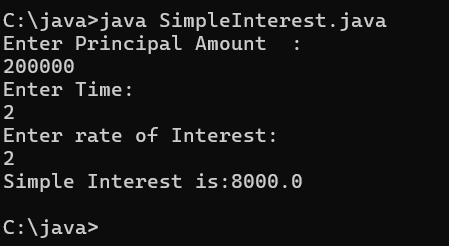 C:\java>java SimpleInterest.java
Enter Principal Amount  :
200000
Enter Time:
2
Enter rate of Interest:
2
Simple Interest is:8000.0
C:\java>